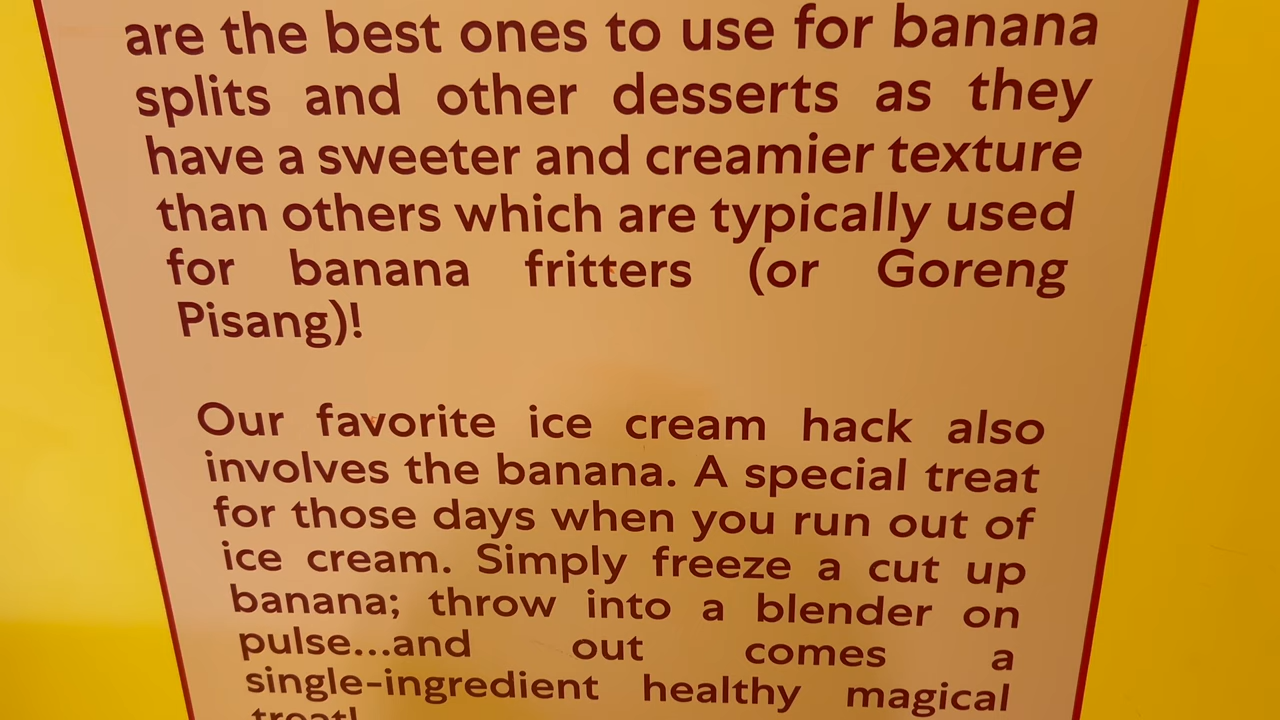 are the best ones to use for banana
splits and other desserts as they
have a sweeter and creamier texture
than others which are typically used
for banana fritters (or Goreng
Pisang)!
Our favorite ice cream hack also
involves the banana. A special treat
for those days when you run out of
ice cream. Simply freeze a cut up
banana; throw into a blender on
pulse...and out comes a
single-ingredient healthy magical
treat!